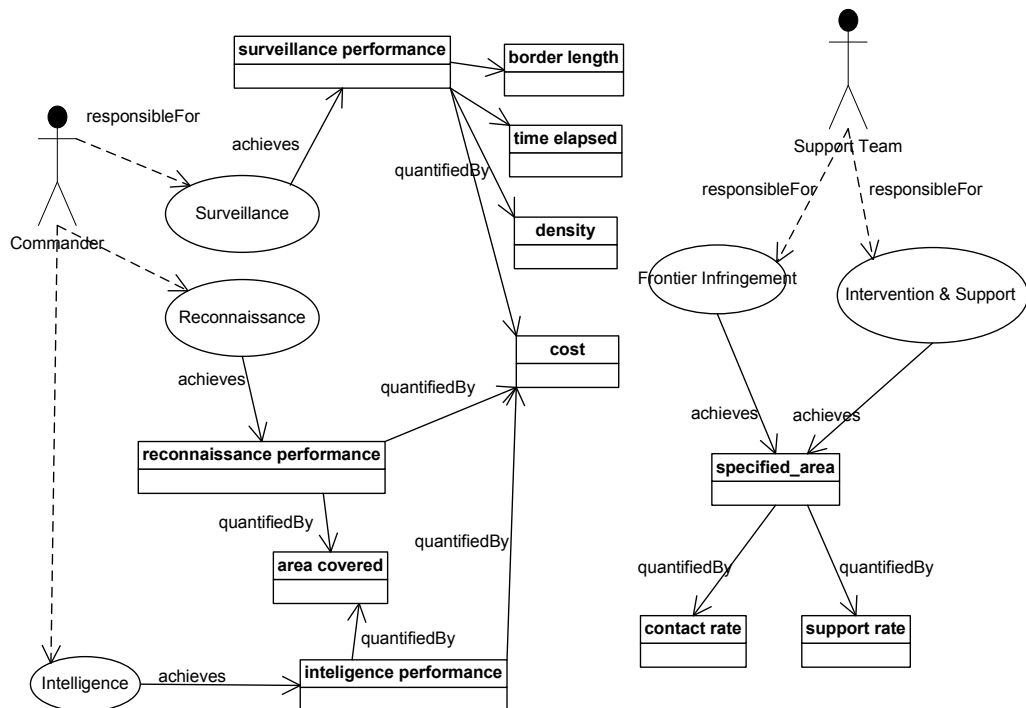 surveillance performance
border length
responsibleFor
time elapsed
achieves
Support Team
quantifiedBy
responsibleFor
responsibleFor
Surveillance
density
Commander
Frontier Infringement
Intervention & Support
Reconnaissance
cost
achieves
quantifiedBy
achieves
achieves
reconnaissance performance
specified_area
quantifiedBy
quantifiedBy
area covered
quantifiedBy
quantifiedBy
contact rate
support rate
quantifiedBy
inteligence performance
achieves
Intelligence